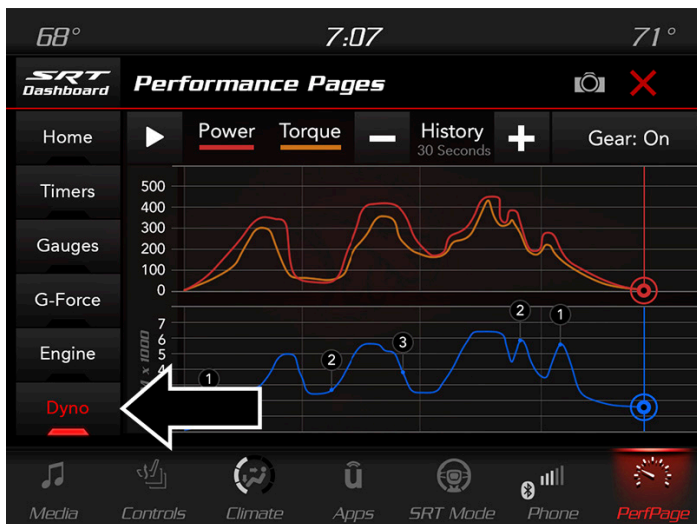 68° 7:07 71°
SRT
Dashboard
Performance Pages
Home
Power Torque History Gear: On
30 Seconds
Timers
Gauges
G-Force
Engine
Dyno
500
400
300
200
100
0
7
6
5
4
x 1000
1 2 3 2 1
Media Controls Climate Apps SRT Mode Phone PerfPage